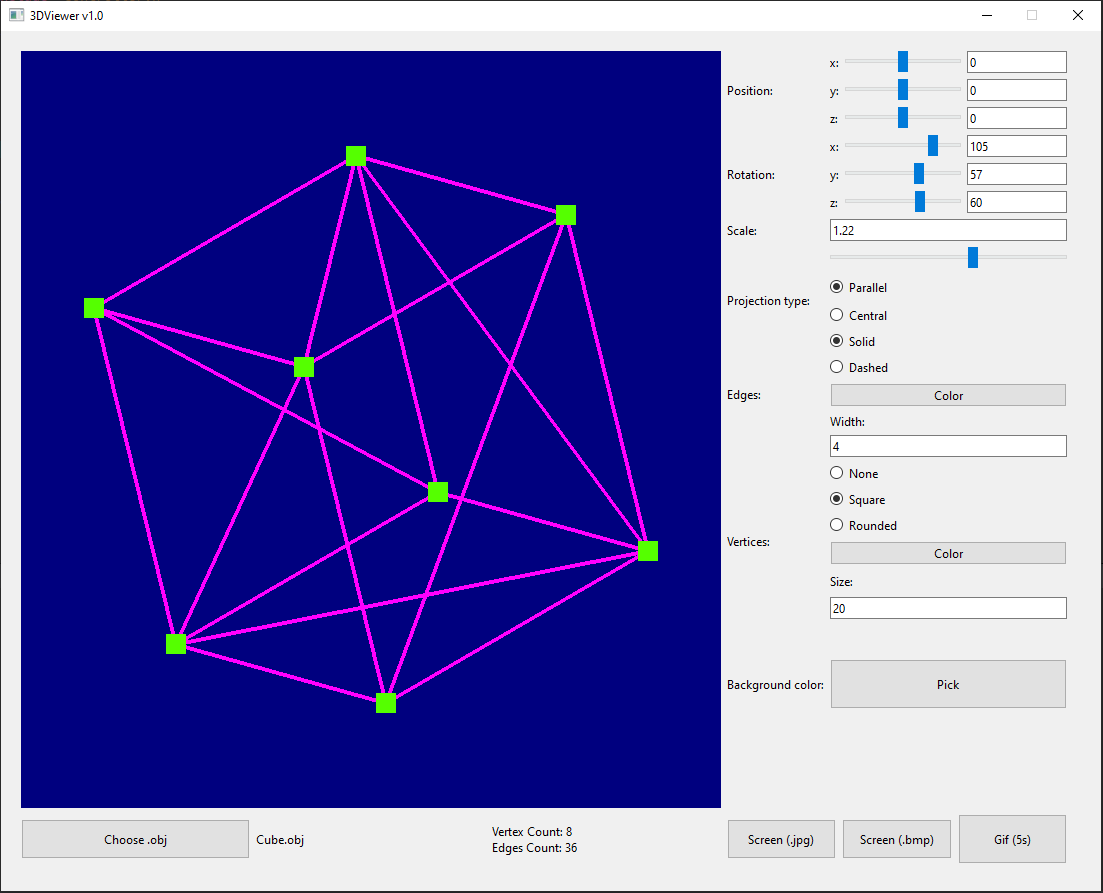 3DViewer v1.0
Position:
x: 0
y: 0
z: 0
Rotation:
x: 105
y: 57
z: 60
Scale:
1.22
Projection type:
Parallel
Central
Edges:
Solid
Dashed
Color
Width:
4
Vertices:
None
Square
Rounded
Color
Size:
20
Background color:
Pick
Choose .obj
Cube.obj
Vertex Count: 8
Edges Count: 36
Screen (.jpg)
Screen (.bmp)
Gif (5s)